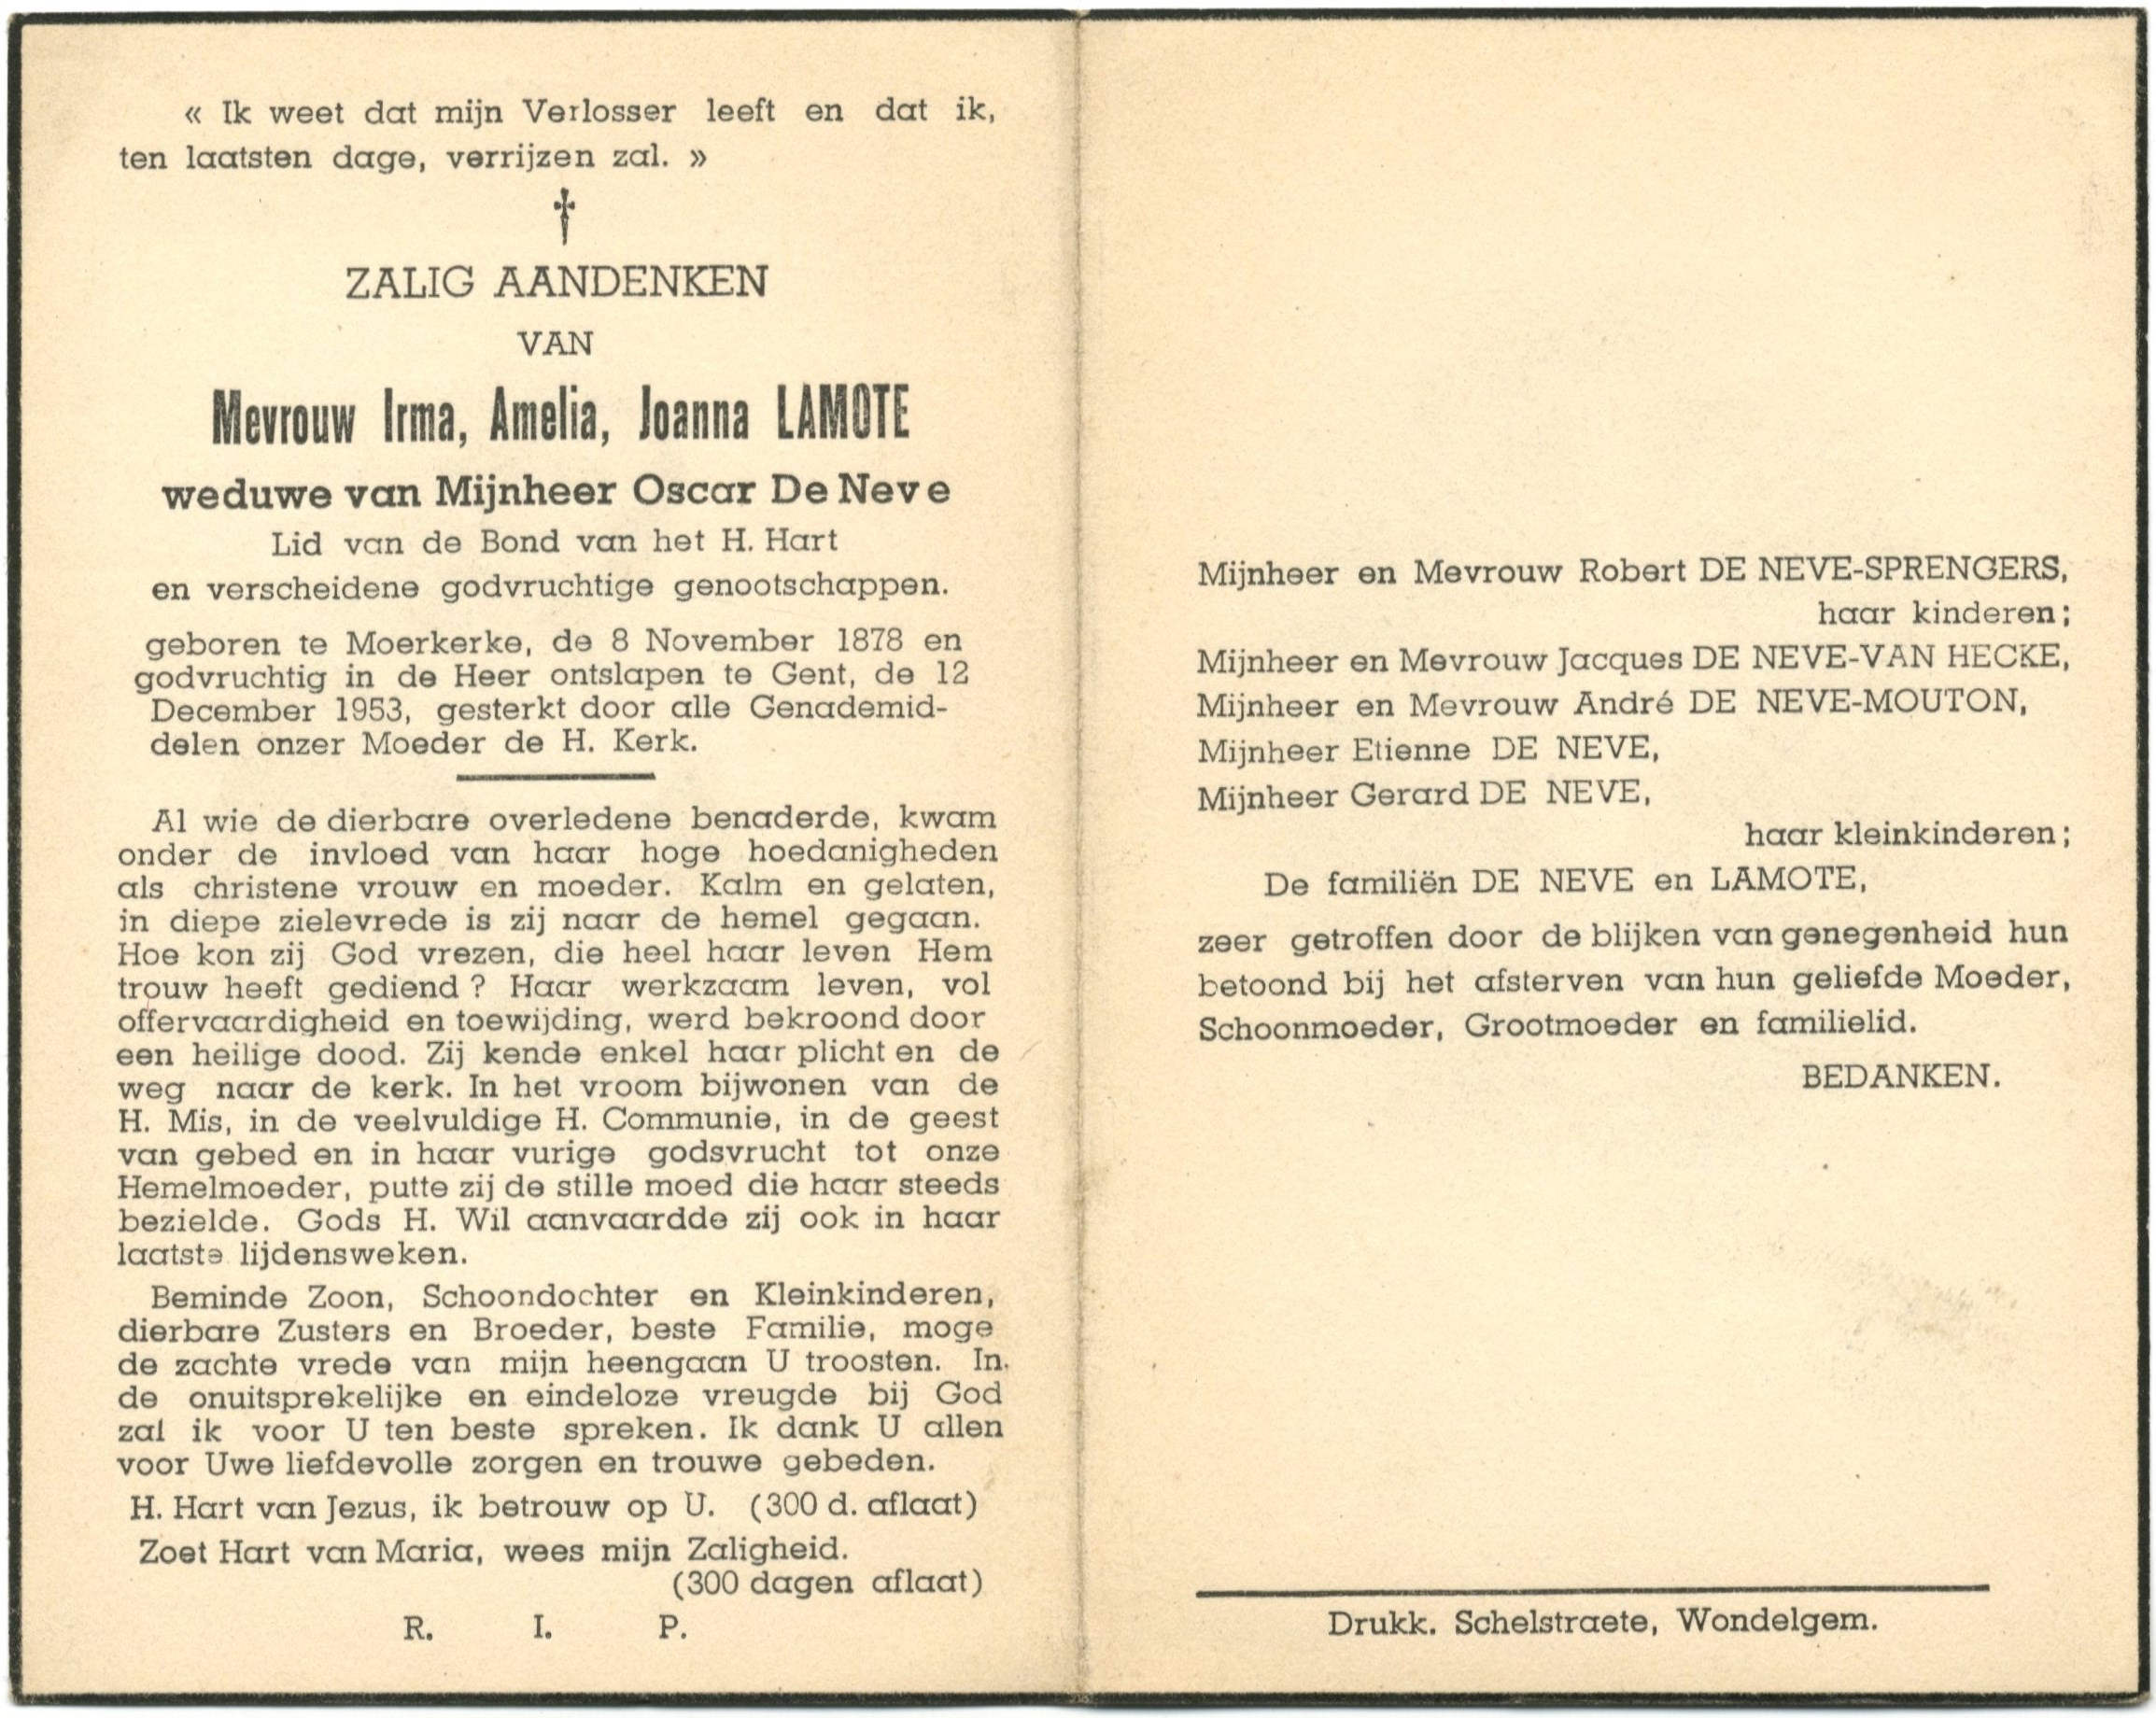 « Ik weet dat mijn Verlosser leeft en dat ik,
ten laatsten dage, verrijzen zal. »
†
ZALIG AANDENKEN
VAN
Mevrouw Irma, Amelia, Joanna LAMOTE
weduwe van Mijnheer Oscar De Neve
Lid van de Bond van het H. Hart
en verscheidene godvruchtige genootschappen.
geboren te Moerkerke, de 8 November 1878 en
godvruchtig in de Heer ontslapen te Gent, de 12
December 1953, gesterkt door alle Genademid-
delen onzer Moeder de H. Kerk.
Al wie de dierbare overledene benaderde, kwam
onder de invloed van haar hoge hoedanigheden
als christene vrouw en moeder. Kalm en gelaten,
in diepe zielevrede is zij naar de hemel gegaan.
Hoe kon zij God vrezen, die heel haar leven Hem
trouw heeft gediend ? Haar werkzaam leven, vol
offervaardigheid en toewijding, werd bekroond door
een heilige dood. Zij kende enkel haar plicht en de
weg naar de kerk. In het vroom bijwonen van de
H. Mis, in de veelvuldige H. Communie, in de geest
van gebed en in haar vurige godsvrucht tot onze
Hemelmoeder, putte zij de stille moed die haar steeds
bezielde. Gods H. Wil aanvaardde zij ook in haar
laatste lijdensweken.
Beminde Zoon, Schoondochter en Kleinkinderen,
dierbare Zusters en Broeder, beste Familie, moge
de zachte vrede van mijn heengaan U troosten. In
de onuitsprekelijke en eindeloze vreugde bij God
zal ik voor U ten beste spreken. Ik dank U allen
voor Uwe liefdevolle zorgen en trouwe gebeden.
H. Hart van Jezus, ik betrouw op U. (300 d. aflaat)
Zoet Hart van Maria, wees mijn Zaligheid.
(300 dagen aflaat)
R. I. P.
Mijnheer en Mevrouw Robert DE NEVE-SPRENGERS,
haar kinderen;
Mijnheer en Mevrouw Jacques DE NEVE-VAN HECKE,
Mijnheer en Mevrouw André DE NEVE-MOUTON,
Mijnheer Etienne DE NEVE,
Mijnheer Gerard DE NEVE,
haar kleinkinderen;
De familiën DE NEVE en LAMOTE,
zeer getroffen door de blijken van genegenheid hun
betoond bij het afsterven van hun geliefde Moeder,
Schoonmoeder, Grootmoeder en familielid.
BEDANKEN.
Drukk. Schelstraete, Wondelgem.